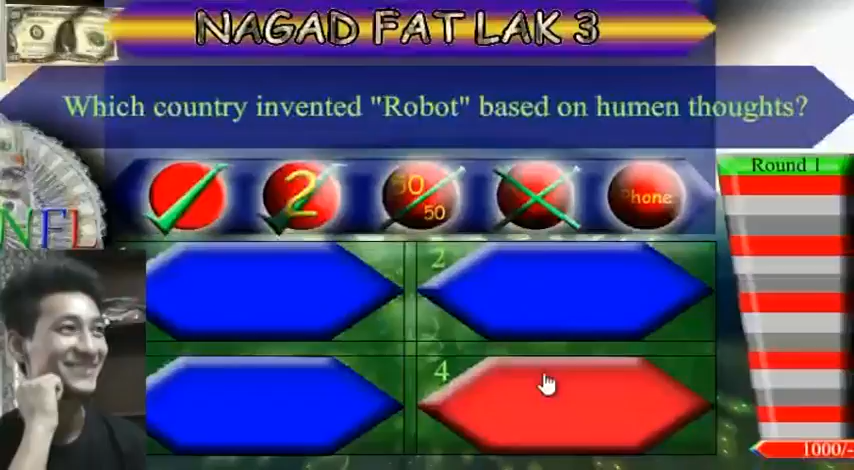 NAGAD FAT LAK 3
Which country invented "Robot" based on humen thoughts?
2
50
50
Phone
Round 1
NFL
2
4
1000/-